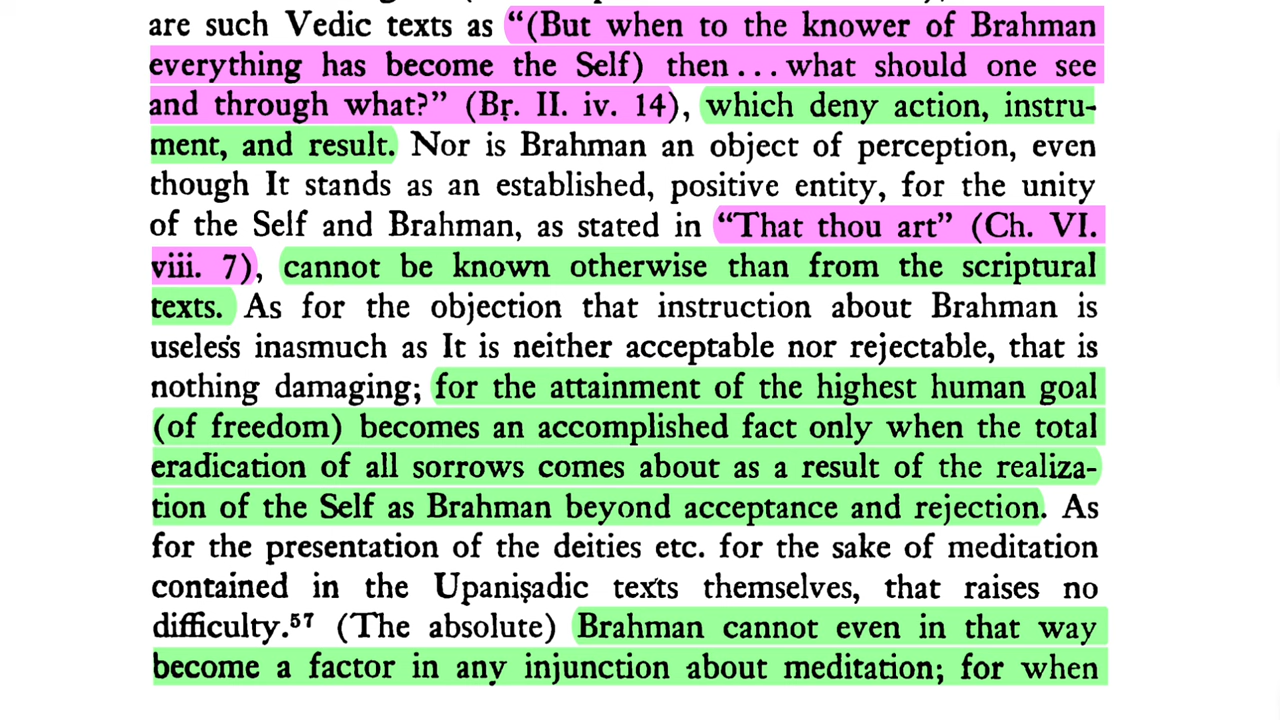 are such Vedic texts as “(But when to the knower of Brahman
everything has become the Self) then...what should one see
and through what?” (Bṛ. II. iv. 14), which deny action, instru-
ment, and result. Nor is Brahman an object of perception, even
though It stands as an established, positive entity, for the unity
of the Self and Brahman, as stated in “That thou art” (Ch. VI.
viii. 7), cannot be known otherwise than from the scriptural
texts. As for the objection that instruction about Brahman is
useless inasmuch as It is neither acceptable nor rejectable, that is
nothing damaging; for the attainment of the highest human goal
(of freedom) becomes an accomplished fact only when the total
eradication of all sorrows comes about as a result of the realiza-
tion of the Self as Brahman beyond acceptance and rejection. As
for the presentation of the deities etc. for the sake of meditation
contained in the Upaniṣadic texts themselves, that raises no
difficulty.⁵⁷ (The absolute) Brahman cannot even in that way
become a factor in any injunction about meditation; for when